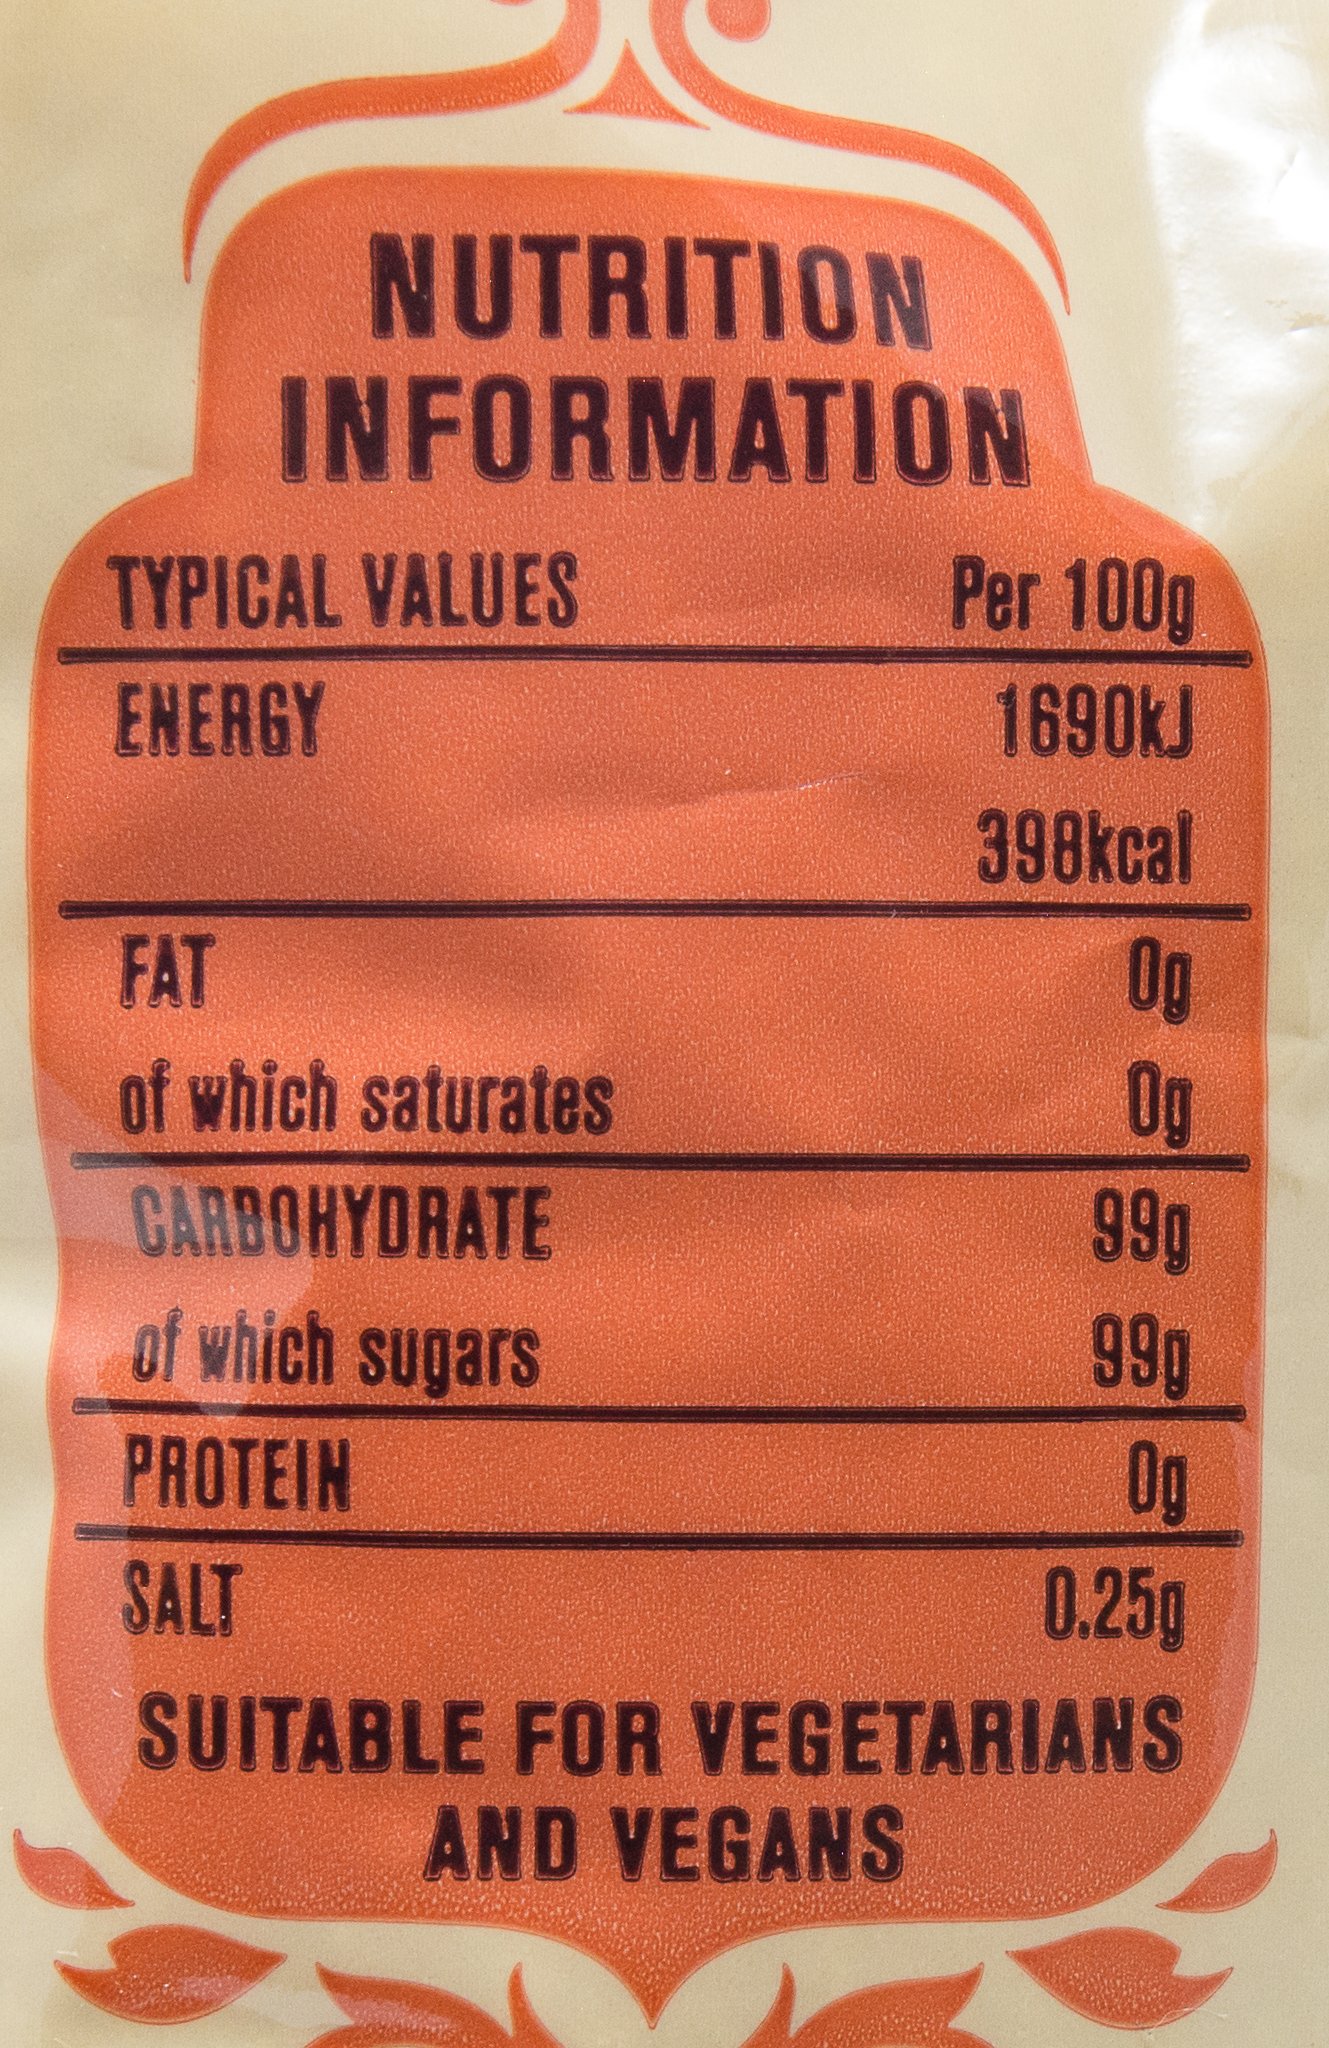 NUTRITION
INFORMATION
TYPICAL VALUES Per 100g
ENERGY 1690kJ
398kcal
FAT 0g
of which saturates 0g
CARBOHYDRATE 99g
of which sugars 99g
PROTEIN 0g
SALT 0.25g
SUITABLE FOR VEGETARIANS
AND VEGANS